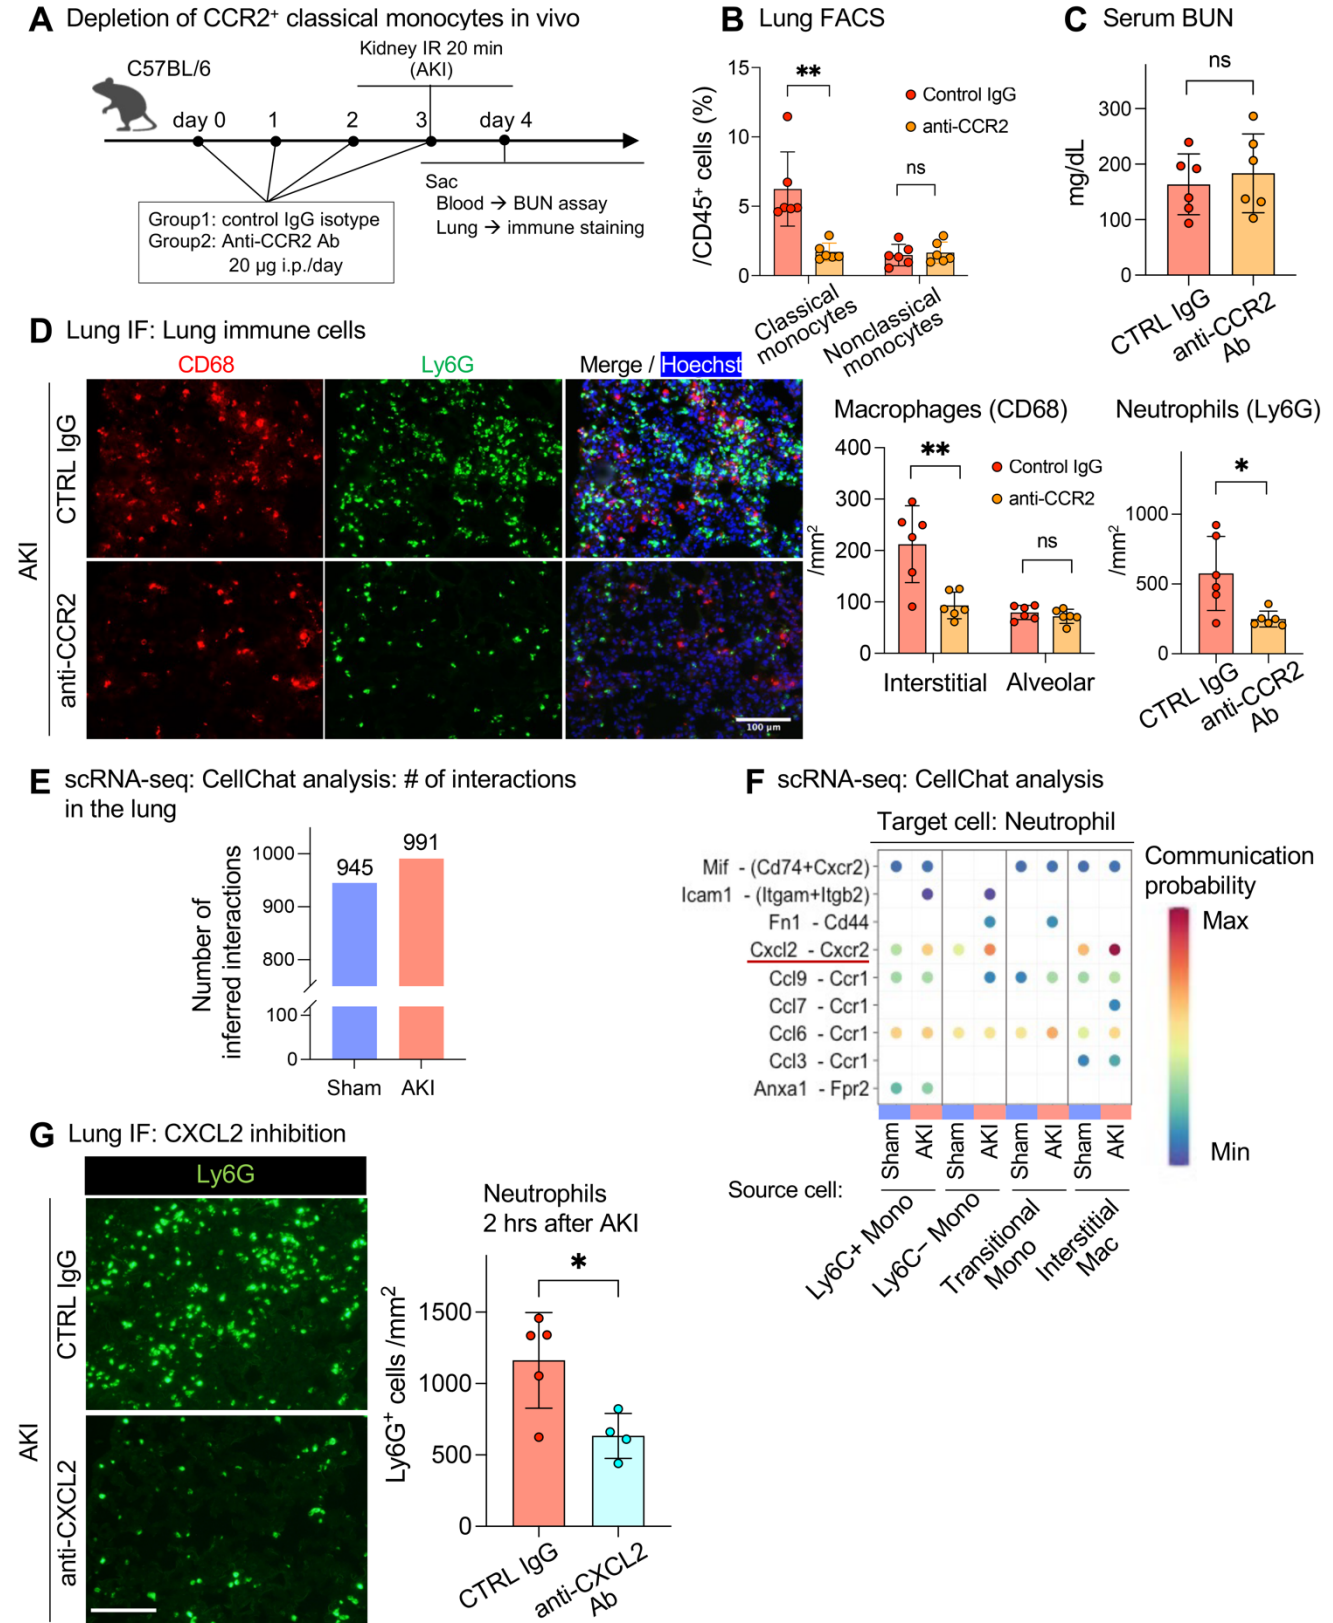 A Depletion of CCR2⁺ classical monocytes in vivo
C57BL/6
Kidney IR 20 min
(AKI)
day 0
1
2
3
day 4
Group1: control IgG isotype
Group2: Anti-CCR2 Ab
20 µg i.p./day
Sac
Blood → BUN assay
Lung → immune staining
B Lung FACS
/CD45⁺ cells (%)
15
10
5
0
**
ns
Control IgG
anti-CCR2
Classical
monocytes
Nonclassical
monocytes
C Serum BUN
mg/dL
300
200
100
0
ns
CTRL IgG
anti-CCR2
Ab
D Lung IF: Lung immune cells
CD68
Ly6G
Merge / Hoechst
AKI
CTRL IgG
anti-CCR2
100 µm
Macrophages (CD68)
/mm²
400
300
200
100
0
**
ns
Control IgG
anti-CCR2
Interstitial
Alveolar
Neutrophils (Ly6G)
/mm²
1000
500
0
*
CTRL IgG
anti-CCR2
Ab
E scRNA-seq: CellChat analysis: # of interactions
in the lung
Number of
inferred interactions
1000
900
800
100
0
945
991
Sham
AKI
F scRNA-seq: CellChat analysis
Target cell: Neutrophil
Mif - (Cd74+Cxcr2)
Icam1 - (Itgam+Itgb2)
Fn1 - Cd44
Cxcl2 - Cxcr2
Ccl9 - Ccr1
Ccl7 - Ccr1
Ccl6 - Ccr1
Ccl3 - Ccr1
Anxa1 - Fpr2
Communication
probability
Max
Min
Sham
AKI
Sham
AKI
Sham
AKI
Sham
AKI
Source cell:
Ly6C+ Mono
Ly6C− Mono
Transitional
Mono
Interstitial
Mac
G Lung IF: CXCL2 inhibition
Ly6G
AKI
CTRL IgG
anti-CXCL2
Neutrophils
2 hrs after AKI
Ly6G⁺ cells /mm²
1500
1000
500
0
*
CTRL IgG
anti-CXCL2
Ab